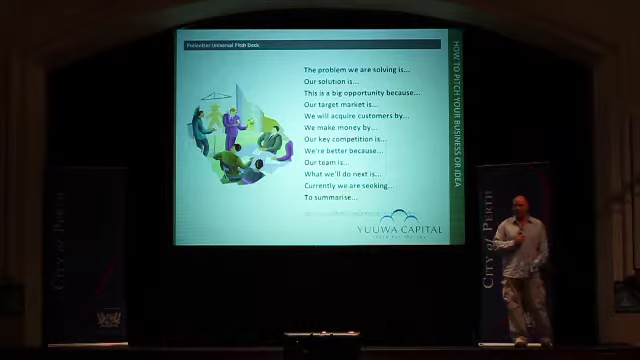 Pollenizer Universal Pitch Deck
The problem we are solving is...
Our solution is...
This is a big opportunity because...
Our target market is...
We will acquire customers by...
We make money by...
Our key competition is...
We're better because...
Our team is...
What we'll do next is...
Currently we are seeking...
To summarise...
YUUWA CAPITAL
HOW TO PITCH YOUR BUSINESS OR IDEA
CITY of PERTH
CITY of PERTH